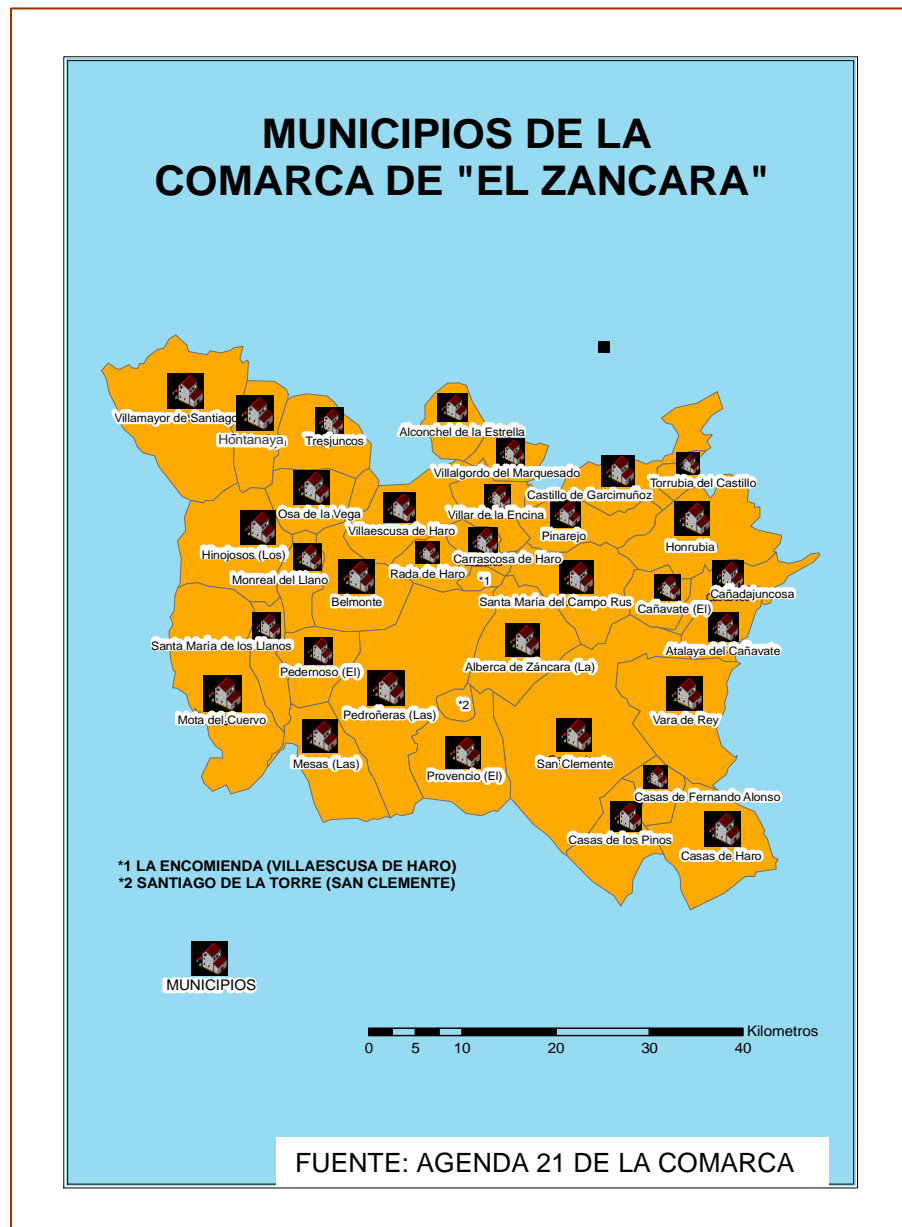 MUNICIPIOS DE LA
COMARCA DE "EL ZANCARA"
Villamayor de Santiago
Hontanaya
Tresjuncos
Alconchel de la Estrella
Villalgordo del Marquesado
Castillo de Garcimuñoz
Torrubia del Castillo
Osa de la Vega
Villaescusa de Haro
Villar de la Encina
Pinarejo
Honrubia
Hinojosos (Los)
Monreal del Llano
Rada de Haro
Carrascosa de Haro
*1
Belmonte
Santa María del Campo Rus
Cañavate (El)
Cañadajuncosa
Santa María de los Llanos
Pedernoso (El)
Alberca de Záncara (La)
Atalaya del Cañavate
Mota del Cuervo
Pedroñeras (Las)
*2
Vara de Rey
Mesas (Las)
Provencio (El)
San Clemente
Casas de Fernando Alonso
Casas de los Pinos
Casas de Haro
*1 LA ENCOMIENDA (VILLAESCUSA DE HARO)
*2 SANTIAGO DE LA TORRE (SAN CLEMENTE)
MUNICIPIOS
Kilometros
0 5 10 20 30 40
FUENTE: AGENDA 21 DE LA COMARCA